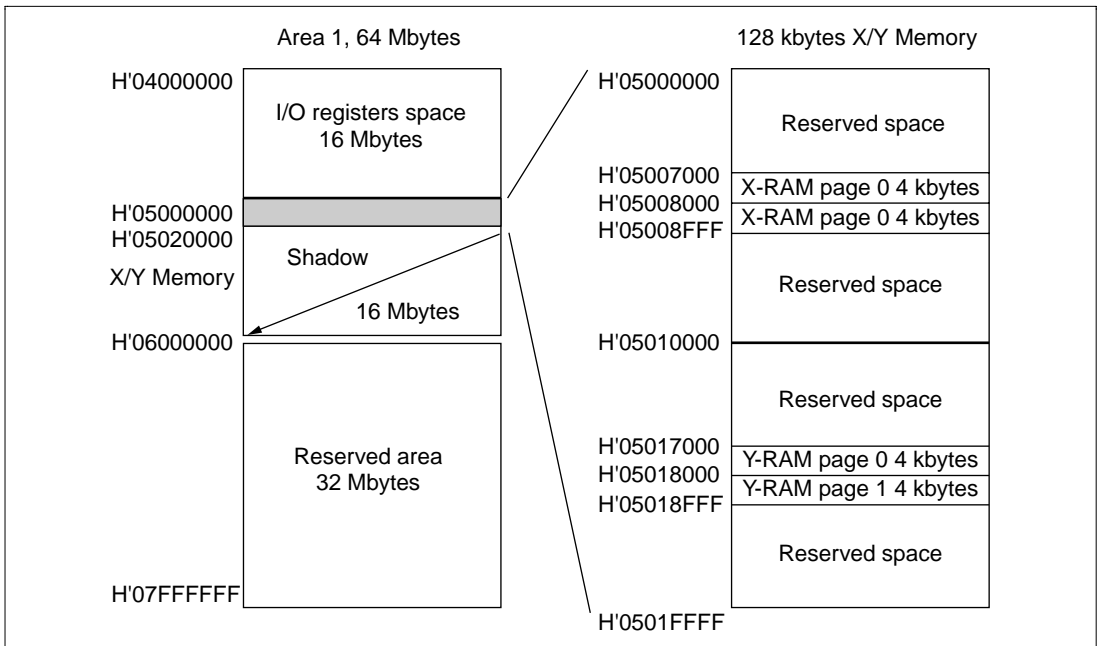 Area 1, 64 Mbytes
H'04000000
I/O registers space
16 Mbytes
H'05000000
H'05020000
Shadow
X/Y Memory
16 Mbytes
H'06000000
Reserved area
32 Mbytes
H'07FFFFFF
128 kbytes X/Y Memory
H'05000000
Reserved space
H'05007000
X-RAM page 0 4 kbytes
H'05008000
X-RAM page 0 4 kbytes
H'05008FFF
Reserved space
H'05010000
Reserved space
H'05017000
Y-RAM page 0 4 kbytes
H'05018000
Y-RAM page 1 4 kbytes
H'05018FFF
Reserved space
H'0501FFFF